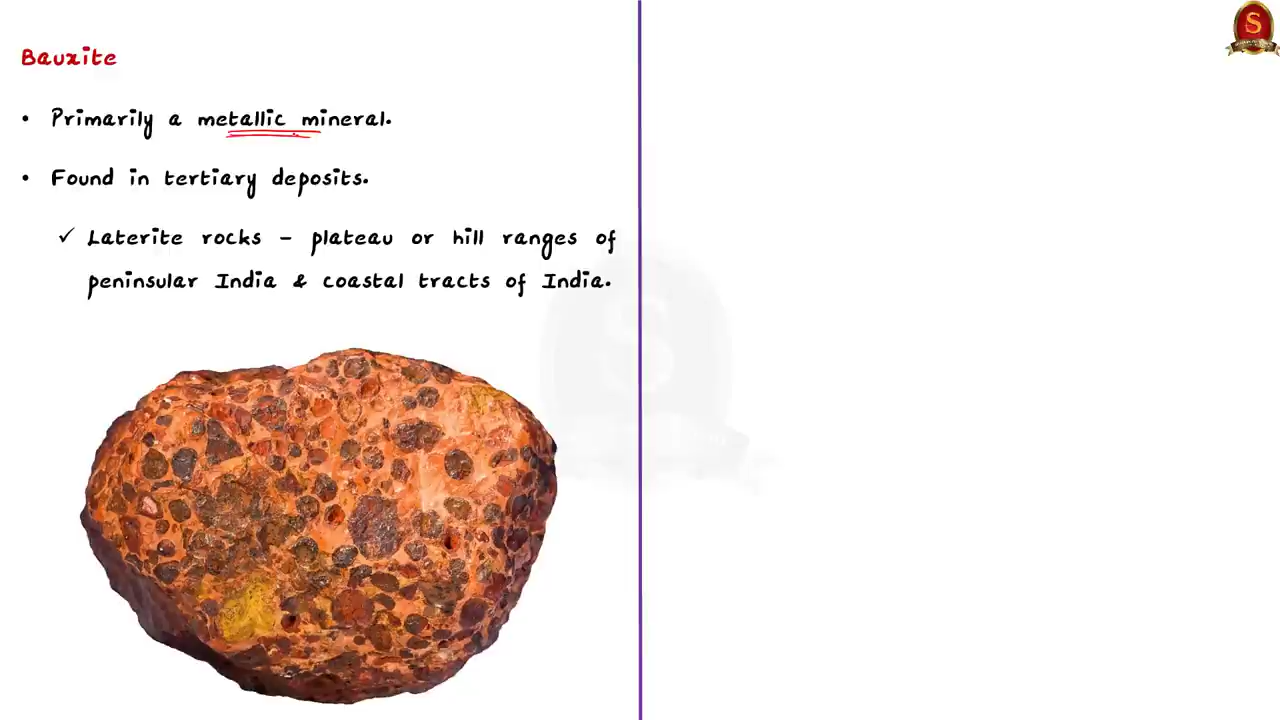 Bauxite
• Primarily a metallic mineral.
• Found in tertiary deposits.
✓ Laterite rocks – plateau or hill ranges of
peninsular India & coastal tracts of India.
S